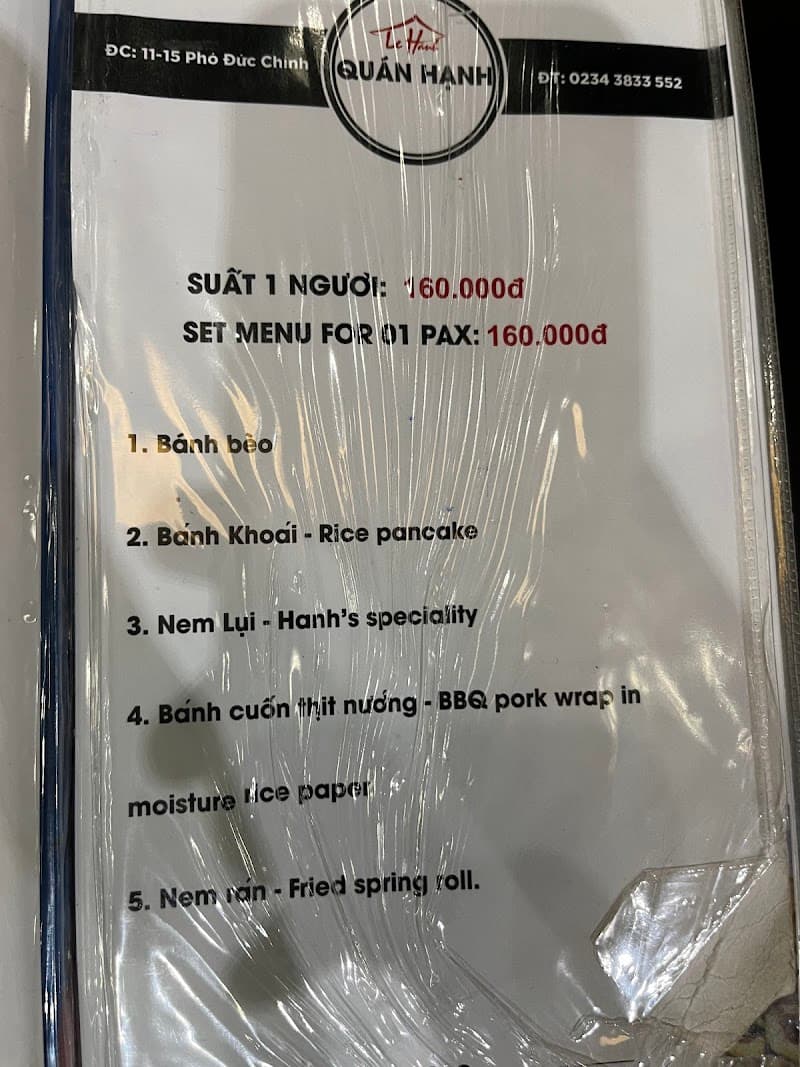 ĐC: 11-15 Phó Đức Chính
Le Hạnh
QUÁN HẠNH
ĐT: 0234 3833 552
SUẤT 1 NGƯƠI: 160.000đ
SET MENU FOR 01 PAX: 160.000đ
1. Bánh bèo
2. Bánh Khoái - Rice pancake
3. Nem Lụi - Hanh's speciality
4. Bánh cuốn thịt nướng - BBQ pork wrap in
moisture rice paper
5. Nem rán - Fried spring roll.